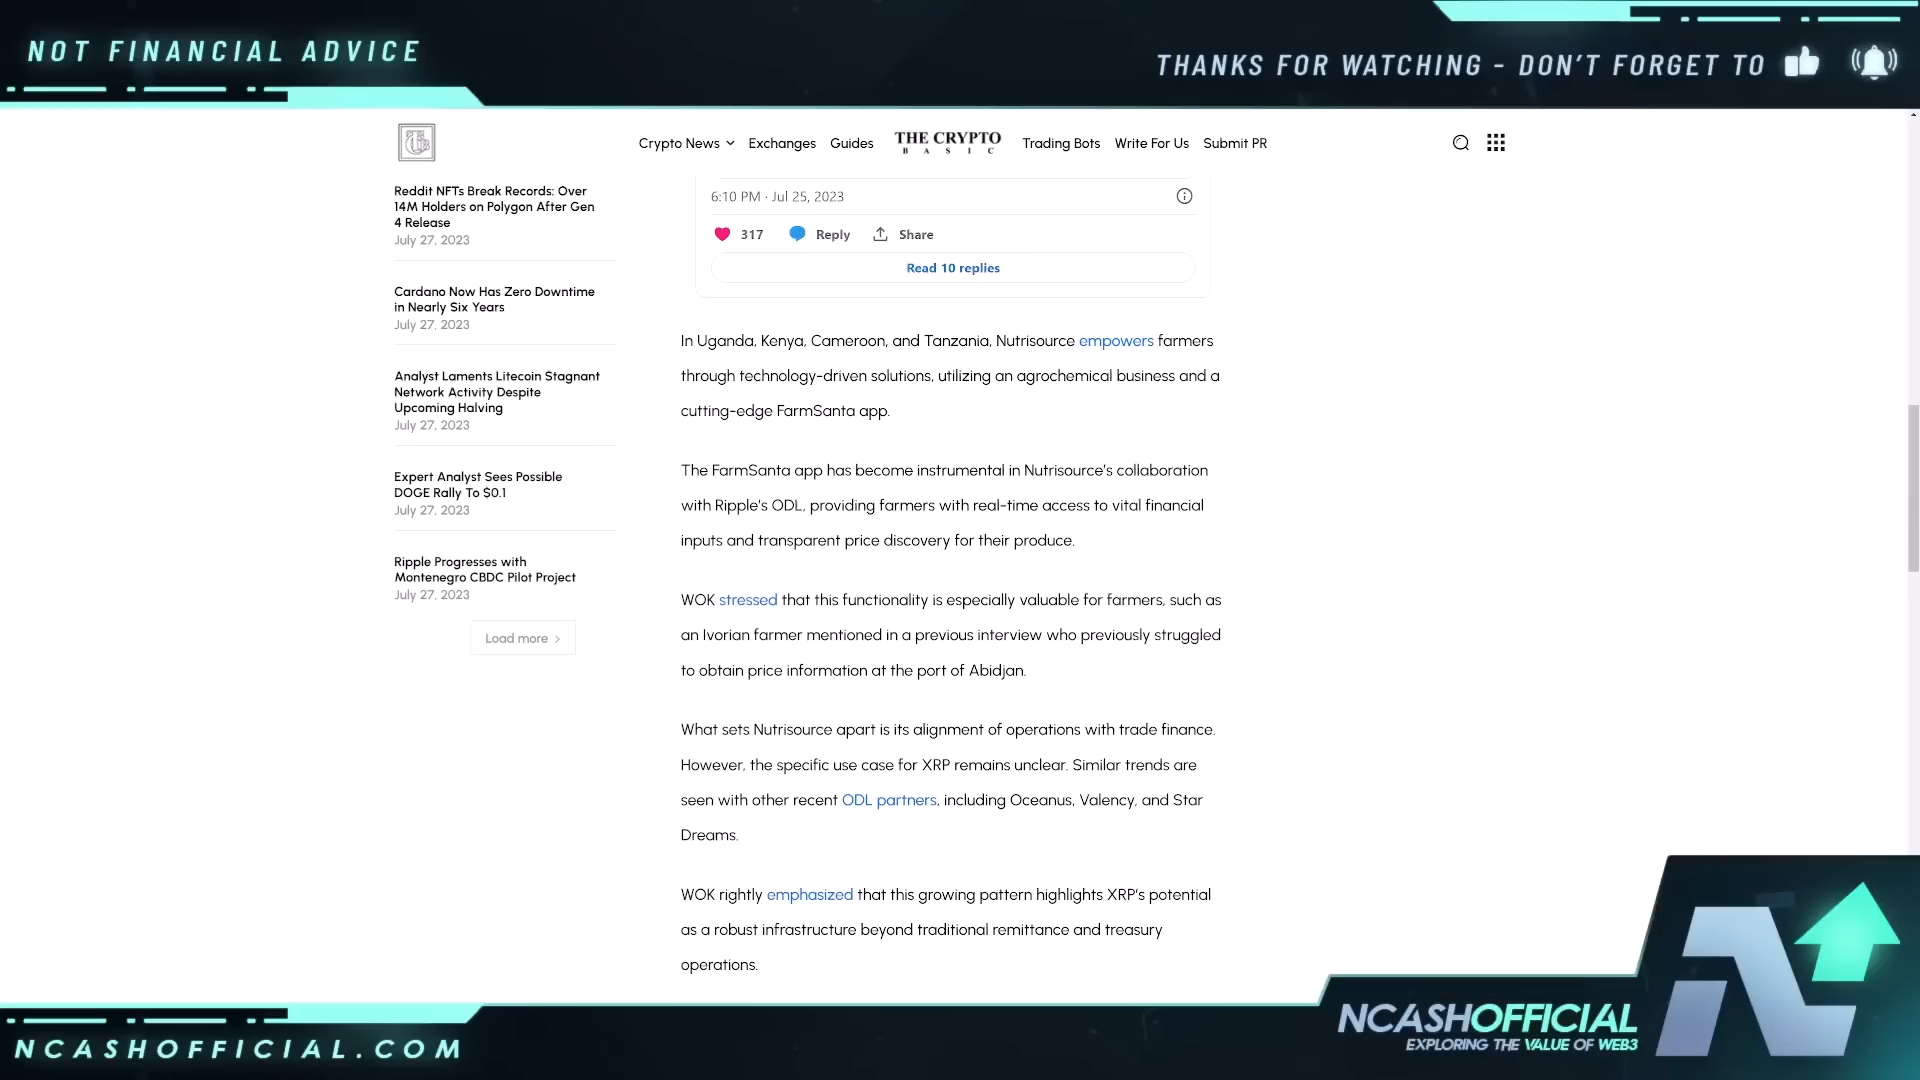 NOT FINANCIAL ADVICE
THANKS FOR WATCHING - DON'T FORGET TO
Crypto News
Exchanges
Guides
THE CRYPTO
BASIC
Trading Bots
Write For Us
Submit PR
Reddit NFTs Break Records: Over
14M Holders on Polygon After Gen
4 Release
July 27, 2023
Cardano Now Has Zero Downtime
in Nearly Six Years
July 27, 2023
Analyst Laments Litecoin Stagnant
Network Activity Despite
Upcoming Halving
July 27, 2023
Expert Analyst Sees Possible
DOGE Rally To $0.1
July 27, 2023
Ripple Progresses with
Montenegro CBDC Pilot Project
July 27, 2023
Load more
6:10 PM · Jul 25, 2023
317 Reply Share
Read 10 replies
In Uganda, Kenya, Cameroon, and Tanzania, Nutrisource empowers farmers
through technology-driven solutions, utilizing an agrochemical business and a
cutting-edge FarmSanta app.
The FarmSanta app has become instrumental in Nutrisource's collaboration
with Ripple's ODL, providing farmers with real-time access to vital financial
inputs and transparent price discovery for their produce.
WOK stressed that this functionality is especially valuable for farmers, such as
an Ivorian farmer mentioned in a previous interview who previously struggled
to obtain price information at the port of Abidjan.
What sets Nutrisource apart is its alignment of operations with trade finance.
However, the specific use case for XRP remains unclear. Similar trends are
seen with other recent ODL partners, including Oceanus, Valency, and Star
Dreams.
WOK rightly emphasized that this growing pattern highlights XRP's potential
as a robust infrastructure beyond traditional remittance and treasury
operations.
NCASHOFFICIAL
EXPLORING THE VALUE OF WEB3
NCASHOFFICIAL.COM